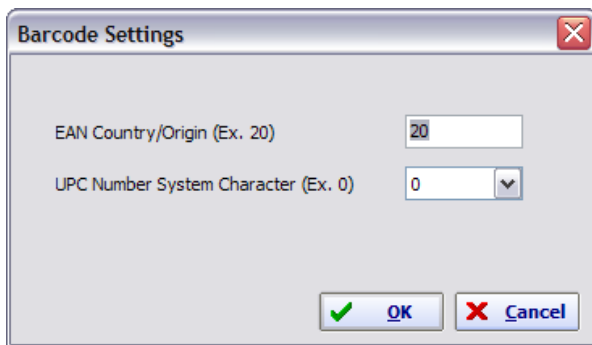 Barcode Settings
EAN Country/Origin (Ex. 20) 20
UPC Number System Character (Ex. 0) 0
OK Cancel